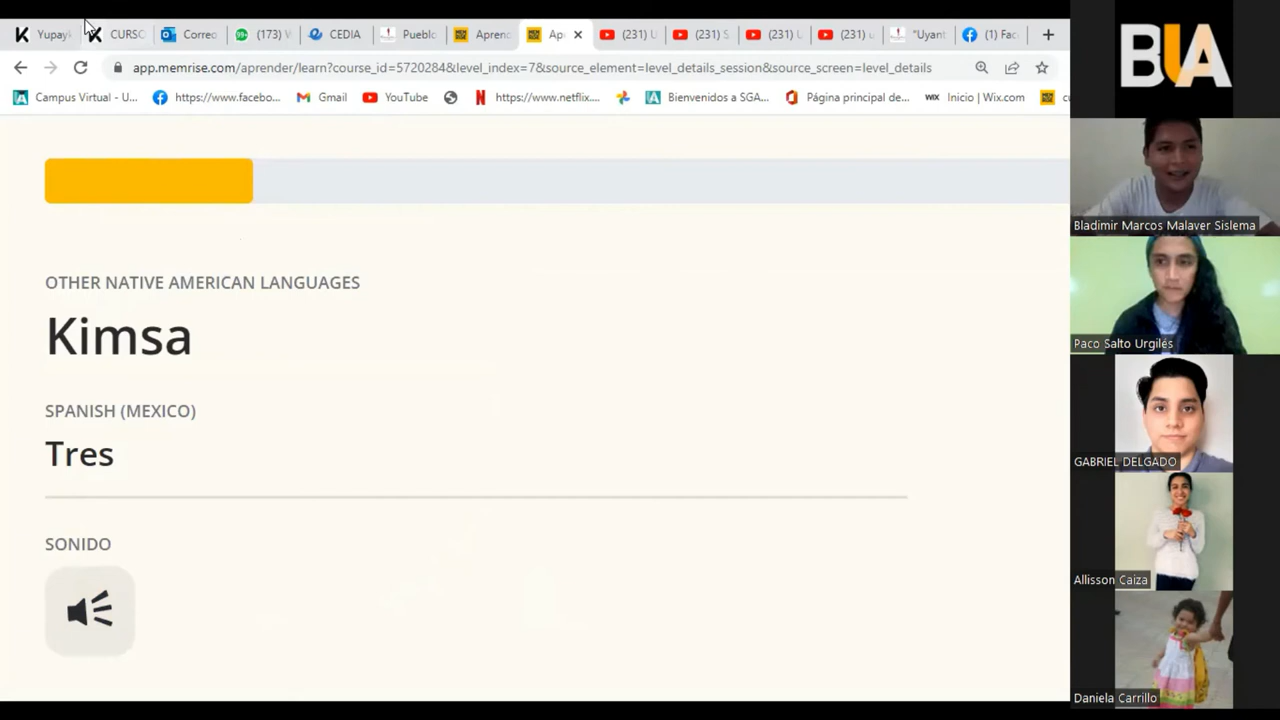 Yupay
CURSO
Correo
(173)
CEDIA
Pueblo
Apren
Ap
(231)
(231) S
(231)
(231)
"Uyant
(1) Fac
app.memrise.com/aprender/learn?course_id=5720284&level_index=7&source_element=level_details_session&source_screen=level_details
Campus Virtual - U...
https://www.facebo...
Gmail
YouTube
https://www.netflix....
Bienvenidos a SGA...
Página principal de...
WIX Inicio | Wix.com
OTHER NATIVE AMERICAN LANGUAGES
Kimsa
SPANISH (MEXICO)
Tres
SONIDO
BUA
Bladimir Marcos Malaver Sislema
Paco Salto Urgilés
GABRIEL DELGADO
Allisson Caiza
Daniela Carrillo